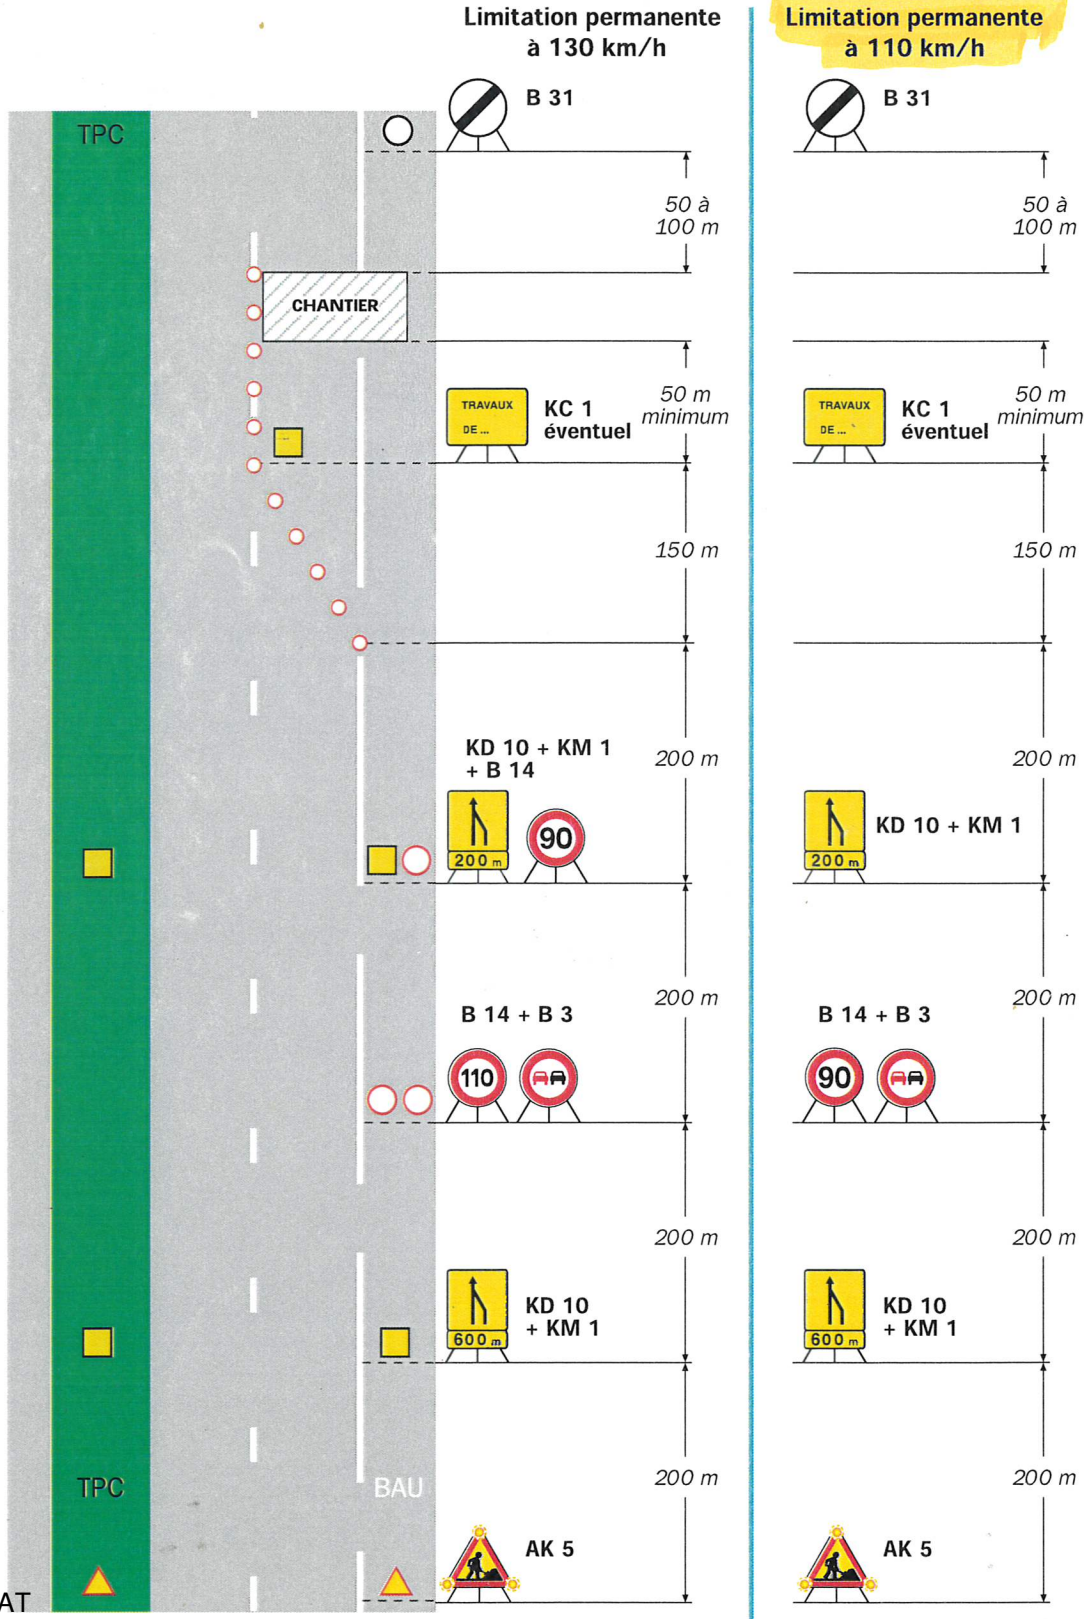 Limitation permanente
à 130 km/h
Limitation permanente
à 110 km/h
B 31
B 31
TPC
50 à
100 m
50 à
100 m
CHANTIER
TRAVAUX
DE ...
KC 1
éventuel
50 m
minimum
TRAVAUX
DE ...
KC 1
éventuel
50 m
minimum
150 m
150 m
KD 10 + KM 1
+ B 14
200 m
200 m
90
200 m
200 m
KD 10 + KM 1
200 m
200 m
B 14 + B 3
B 14 + B 3
110
90
200 m
200 m
KD 10
+ KM 1
600 m
KD 10
+ KM 1
600 m
TPC
BAU
200 m
200 m
AK 5
AK 5
AT